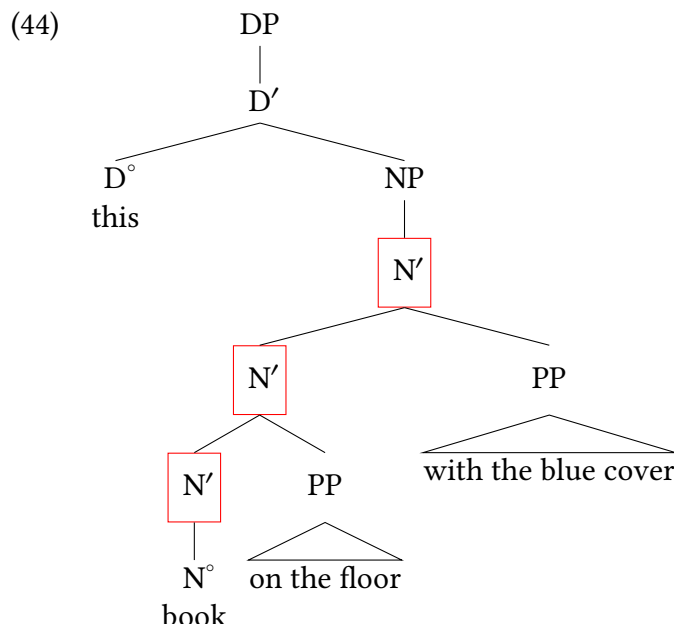 (44) DP
D′
D° NP
this
N′
N′ PP
with the blue cover
N′ PP
N° on the floor
book